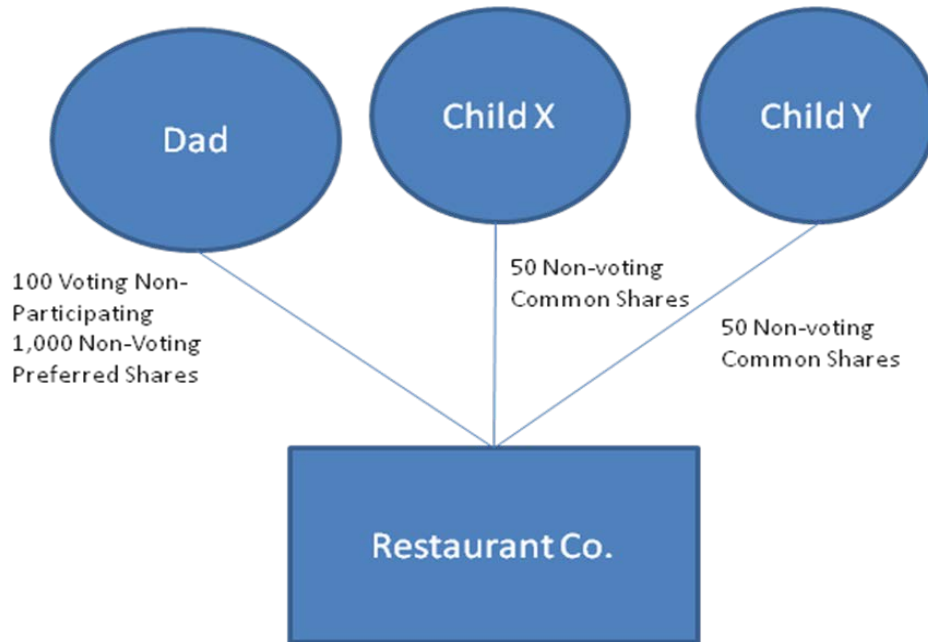 Dad
Child X
Child Y
100 Voting Non-
Participating
1,000 Non-Voting
Preferred Shares
50 Non-voting
Common Shares
50 Non-voting
Common Shares
Restaurant Co.